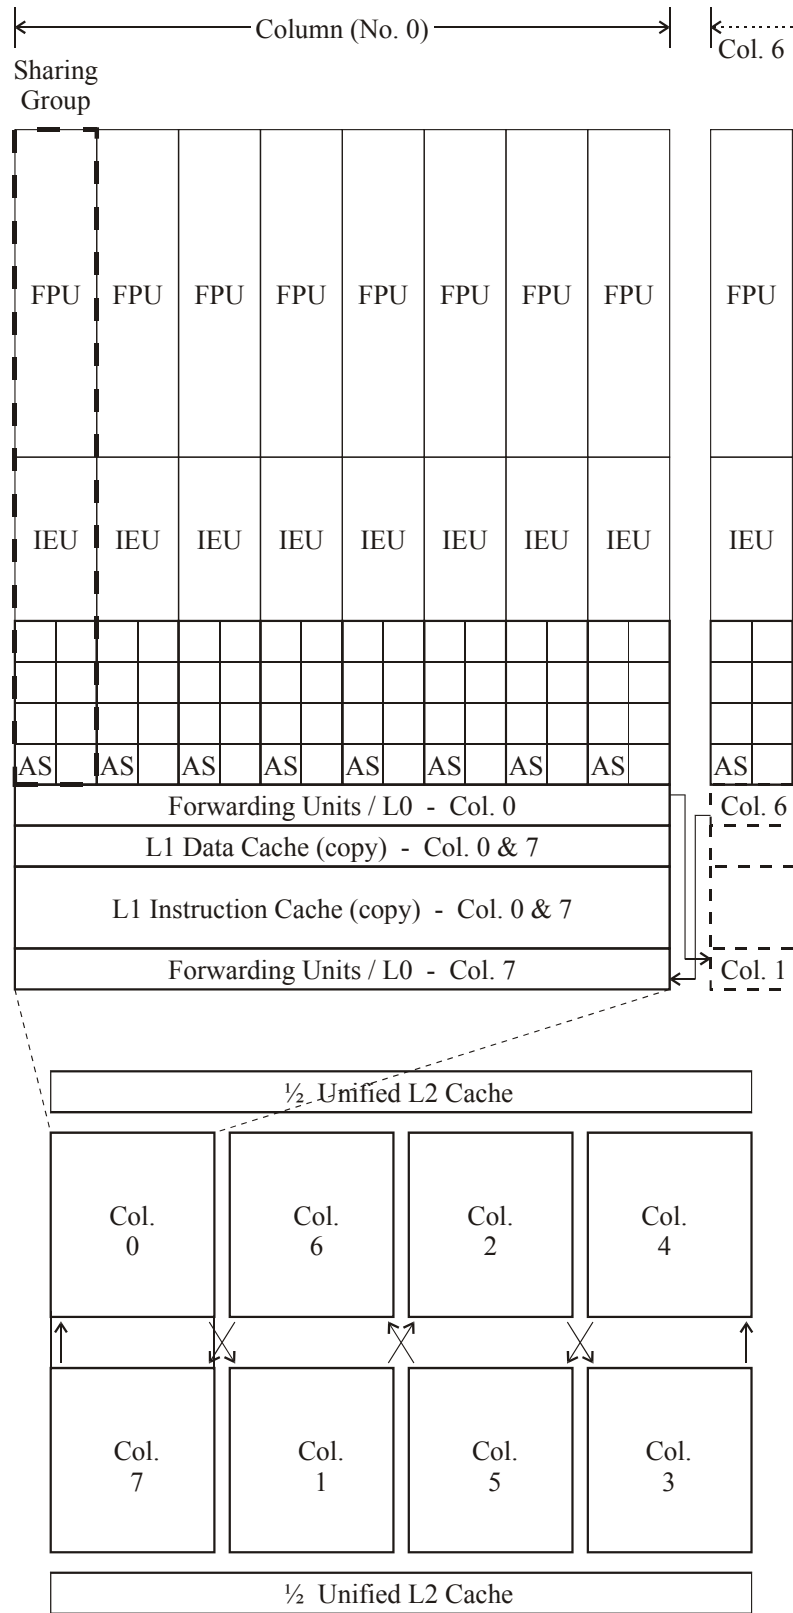 Column (No. 0)
Col. 6
Sharing
Group
FPU FPU FPU FPU FPU FPU FPU FPU FPU
IEU IEU IEU IEU IEU IEU IEU IEU IEU
AS AS AS AS AS AS AS AS AS
Forwarding Units / L0 - Col. 0
Col. 6
L1 Data Cache (copy) - Col. 0 & 7
L1 Instruction Cache (copy) - Col. 0 & 7
Forwarding Units / L0 - Col. 7
Col. 1
½ Unified L2 Cache
Col.
0
Col.
6
Col.
2
Col.
4
Col.
7
Col.
1
Col.
5
Col.
3
½ Unified L2 Cache